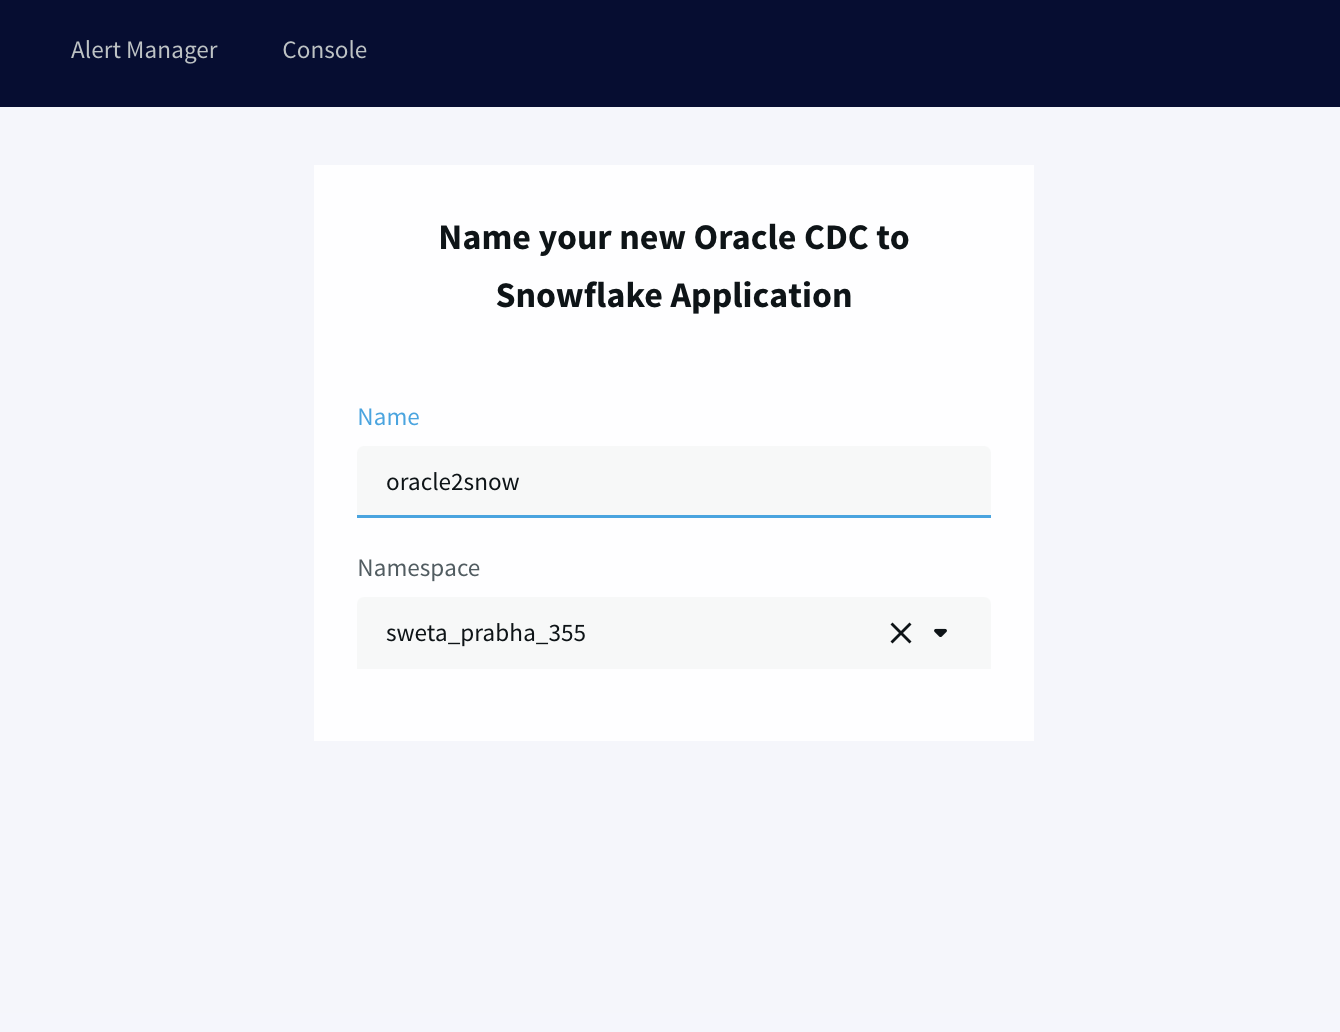 Alert Manager Console
Name your new Oracle CDC to
Snowflake Application
Name
oracle2snow
Namespace
sweta_prabha_355